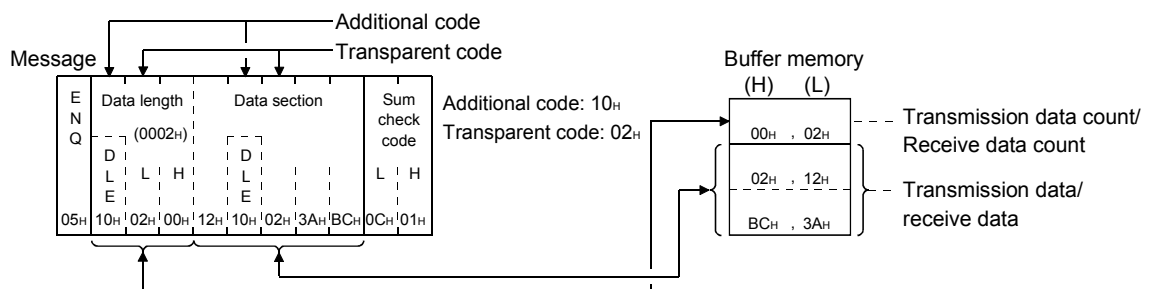 Additional code
Transparent code
Message
Buffer memory
(H) (L)
E
N
Q
Data length
Data section
Sum
check
code
(0002H)
D
L
E
L H
D
L
E
L H
05H 10H 02H 00H 12H 10H 02H 3AH BCH 0CH 01H
Additional code: 10H
Transparent code: 02H
00H , 02H
Transmission data count/
Receive data count
02H , 12H
BCH , 3AH
Transmission data/
receive data